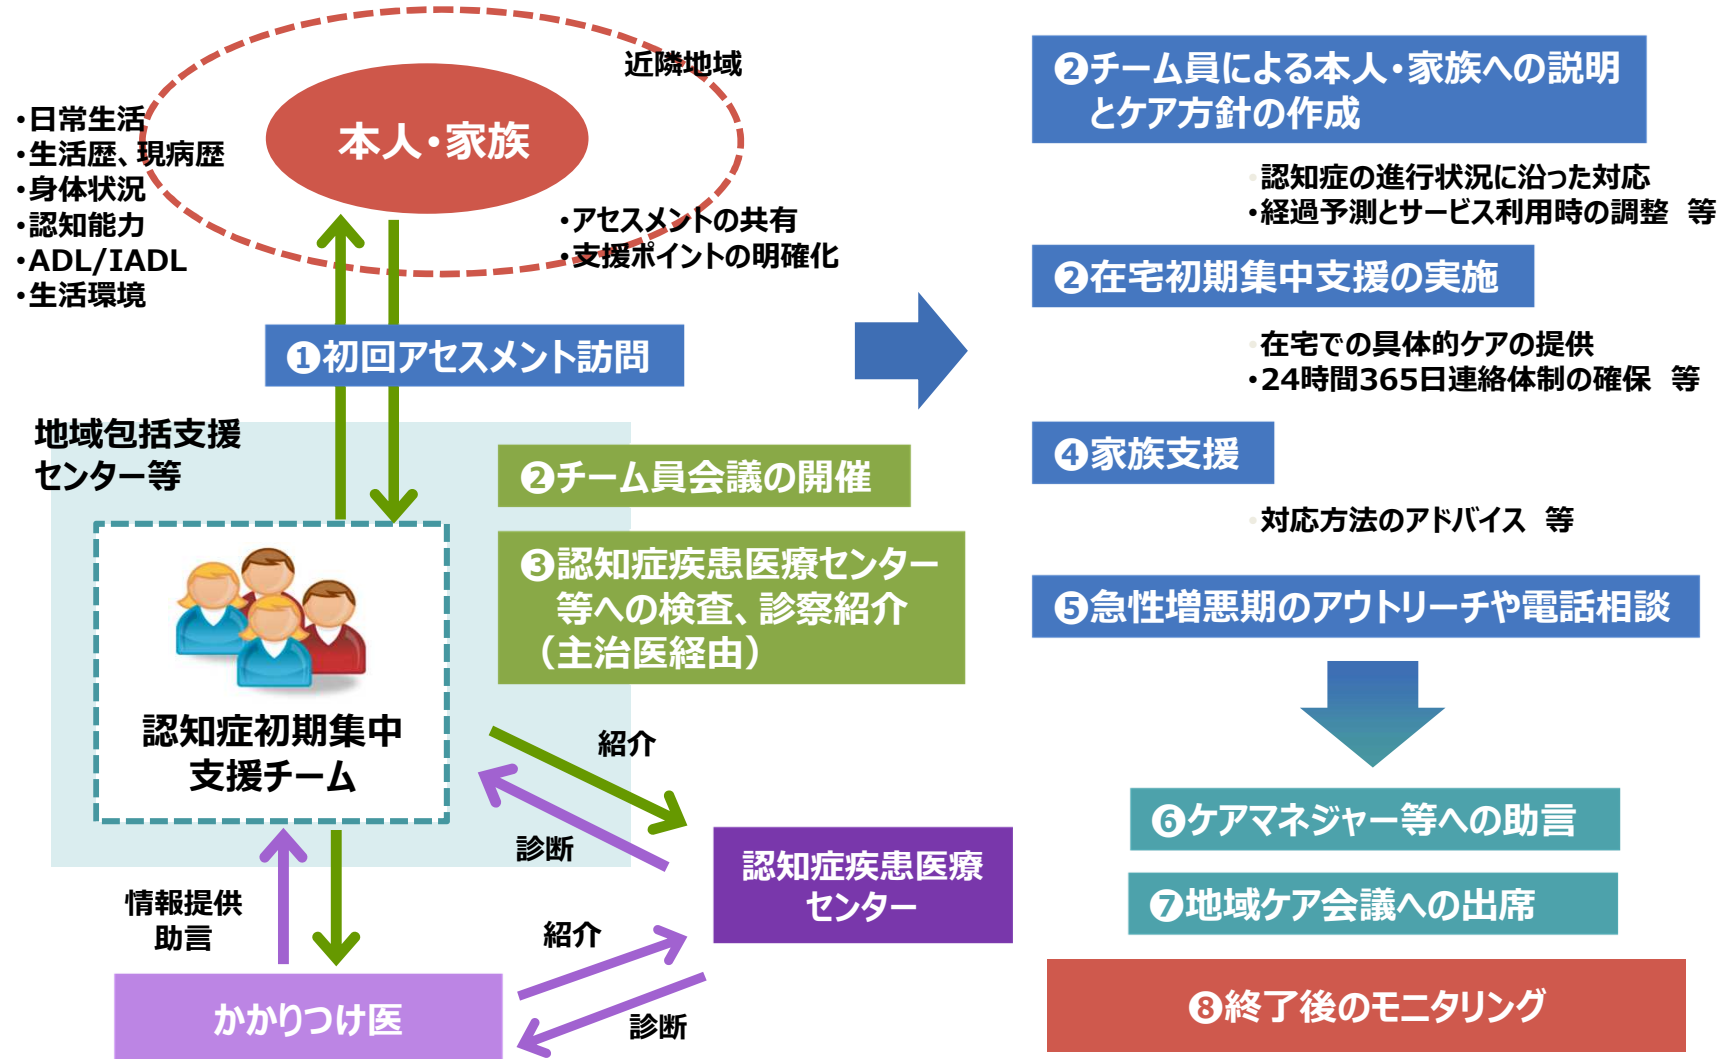 近隣地域
本人・家族
・日常生活
・生活歴、現病歴
・身体状況
・認知能力
・ADL/IADL
・生活環境
・アセスメントの共有
・支援ポイントの明確化
❶初回アセスメント訪問
地域包括支援
センター等
❷チーム員会議の開催
❸認知症疾患医療センター
等への検査、診察紹介
（主治医経由）
認知症初期集中
支援チーム
紹介
診断
認知症疾患医療
センター
情報提供
助言
紹介
診断
かかりつけ医
❷チーム員による本人・家族への説明
とケア方針の作成
・認知症の進行状況に沿った対応
・経過予測とサービス利用時の調整 等
❷在宅初期集中支援の実施
・在宅での具体的ケアの提供
・24時間365日連絡体制の確保 等
❹家族支援
・対応方法のアドバイス 等
❺急性増悪期のアウトリーチや電話相談
❻ケアマネジャー等への助言
❼地域ケア会議への出席
❽終了後のモニタリング